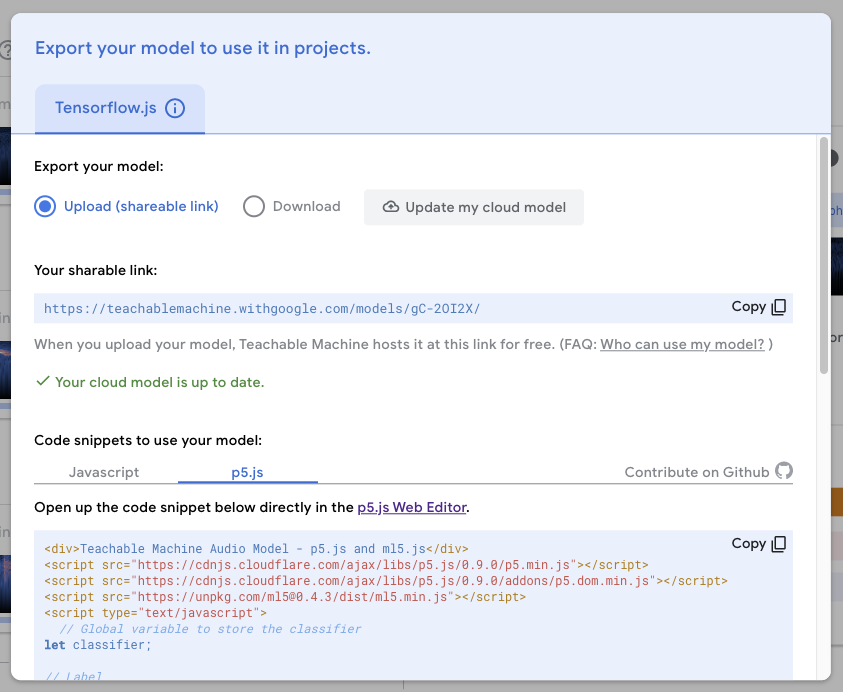 Export your model to use it in projects.
Tensorflow.js
Export your model:
Upload (shareable link) Download Update my cloud model
Your sharable link:
https://teachablemachine.withgoogle.com/models/gC-2OI2X/ Copy
When you upload your model, Teachable Machine hosts it at this link for free. (FAQ: Who can use my model? )
Your cloud model is up to date.
Code snippets to use your model:
Javascript p5.js Contribute on Github
Open up the code snippet below directly in the p5.js Web Editor.
Copy
<div>Teachable Machine Audio Model - p5.js and ml5.js</div>
<script src="https://cdnjs.cloudflare.com/ajax/libs/p5.js/0.9.0/p5.min.js"></script>
<script src="https://cdnjs.cloudflare.com/ajax/libs/p5.js/0.9.0/addons/p5.dom.min.js"></script>
<script src="https://unpkg.com/ml5@0.4.3/dist/ml5.min.js"></script>
<script type="text/javascript">
// Global variable to store the classifier
let classifier;
// Label